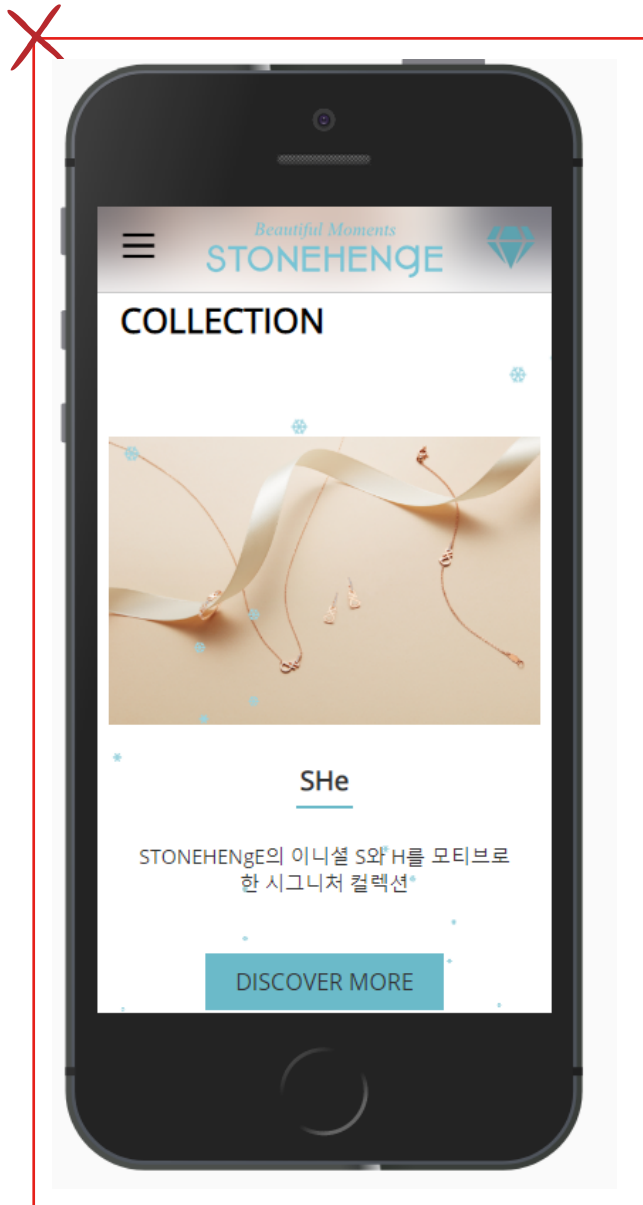 Beautiful Moments
STONEHENgE
COLLECTION
SHe
STONEHENgE의 이니셜 S와 H를 모티브로
한 시그니처 컬렉션
DISCOVER MORE